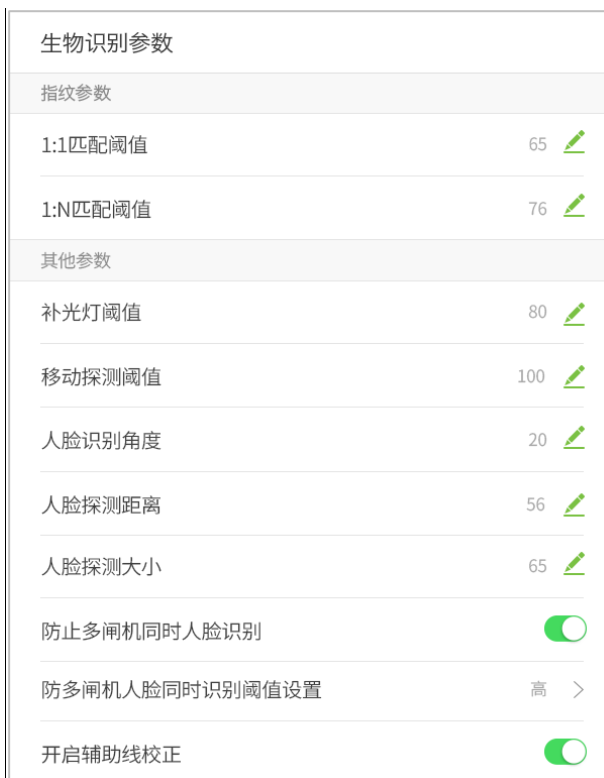 生物识别参数
指纹参数
1:1匹配阈值 65
1:N匹配阈值 76
其他参数
补光灯阈值 80
移动探测阈值 100
人脸识别角度 20
人脸探测距离 56
人脸探测大小 65
防止多闸机同时人脸识别
防多闸机人脸同时识别阈值设置 高
开启辅助线校正